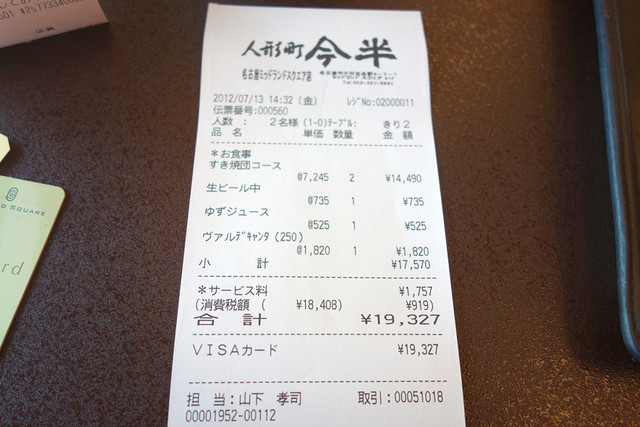 人形町今半
名古屋ミッドランドスクエア店
2012/07/13 14:32 (金) ﾚｼﾞNo:02000011
伝票番号:000560
人数 : 2名様 (1-0)ﾃｰﾌﾞﾙ: きり2
品 名 単価 数量 金 額
＊お食事
すき焼団コース
@7,245 2 ¥14,490
生ビール中
@735 1 ¥735
ゆずジュース
@525 1 ¥525
ヴァルﾃﾞｷｬﾝﾀ (250)
@1,820 1 ¥1,820
小 計 ¥17,570
＊サービス料 ¥1,757
(消費税額 ( ¥18,408) ¥919)
合 計 ¥19,327
ＶＩＳＡカード ¥19,327
担 当:山下 孝司 取引:00051018
00001952-00112
D SQUARE
rd